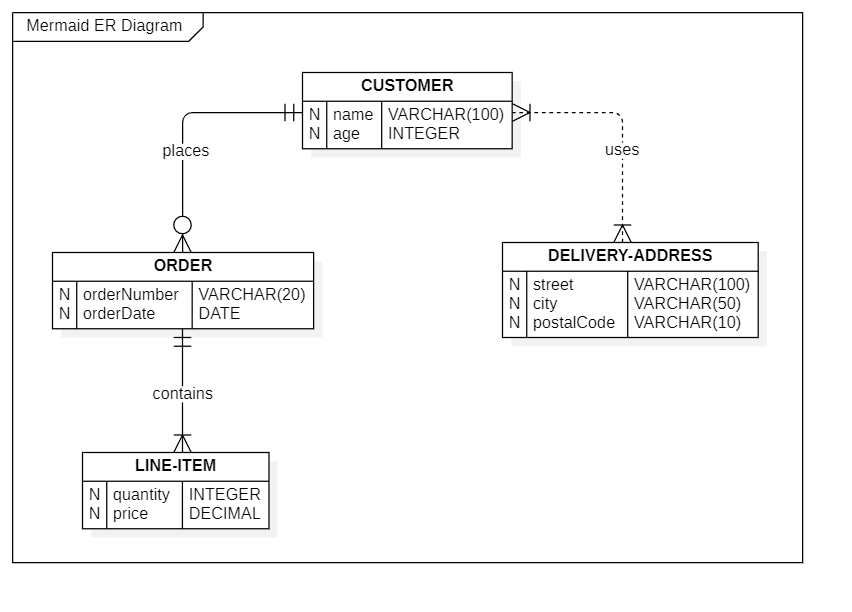 Mermaid ER Diagram
CUSTOMER
N name VARCHAR(100)
N age INTEGER
places
uses
ORDER
N orderNumber VARCHAR(20)
N orderDate DATE
DELIVERY-ADDRESS
N street VARCHAR(100)
N city VARCHAR(50)
N postalCode VARCHAR(10)
contains
LINE-ITEM
N quantity INTEGER
N price DECIMAL